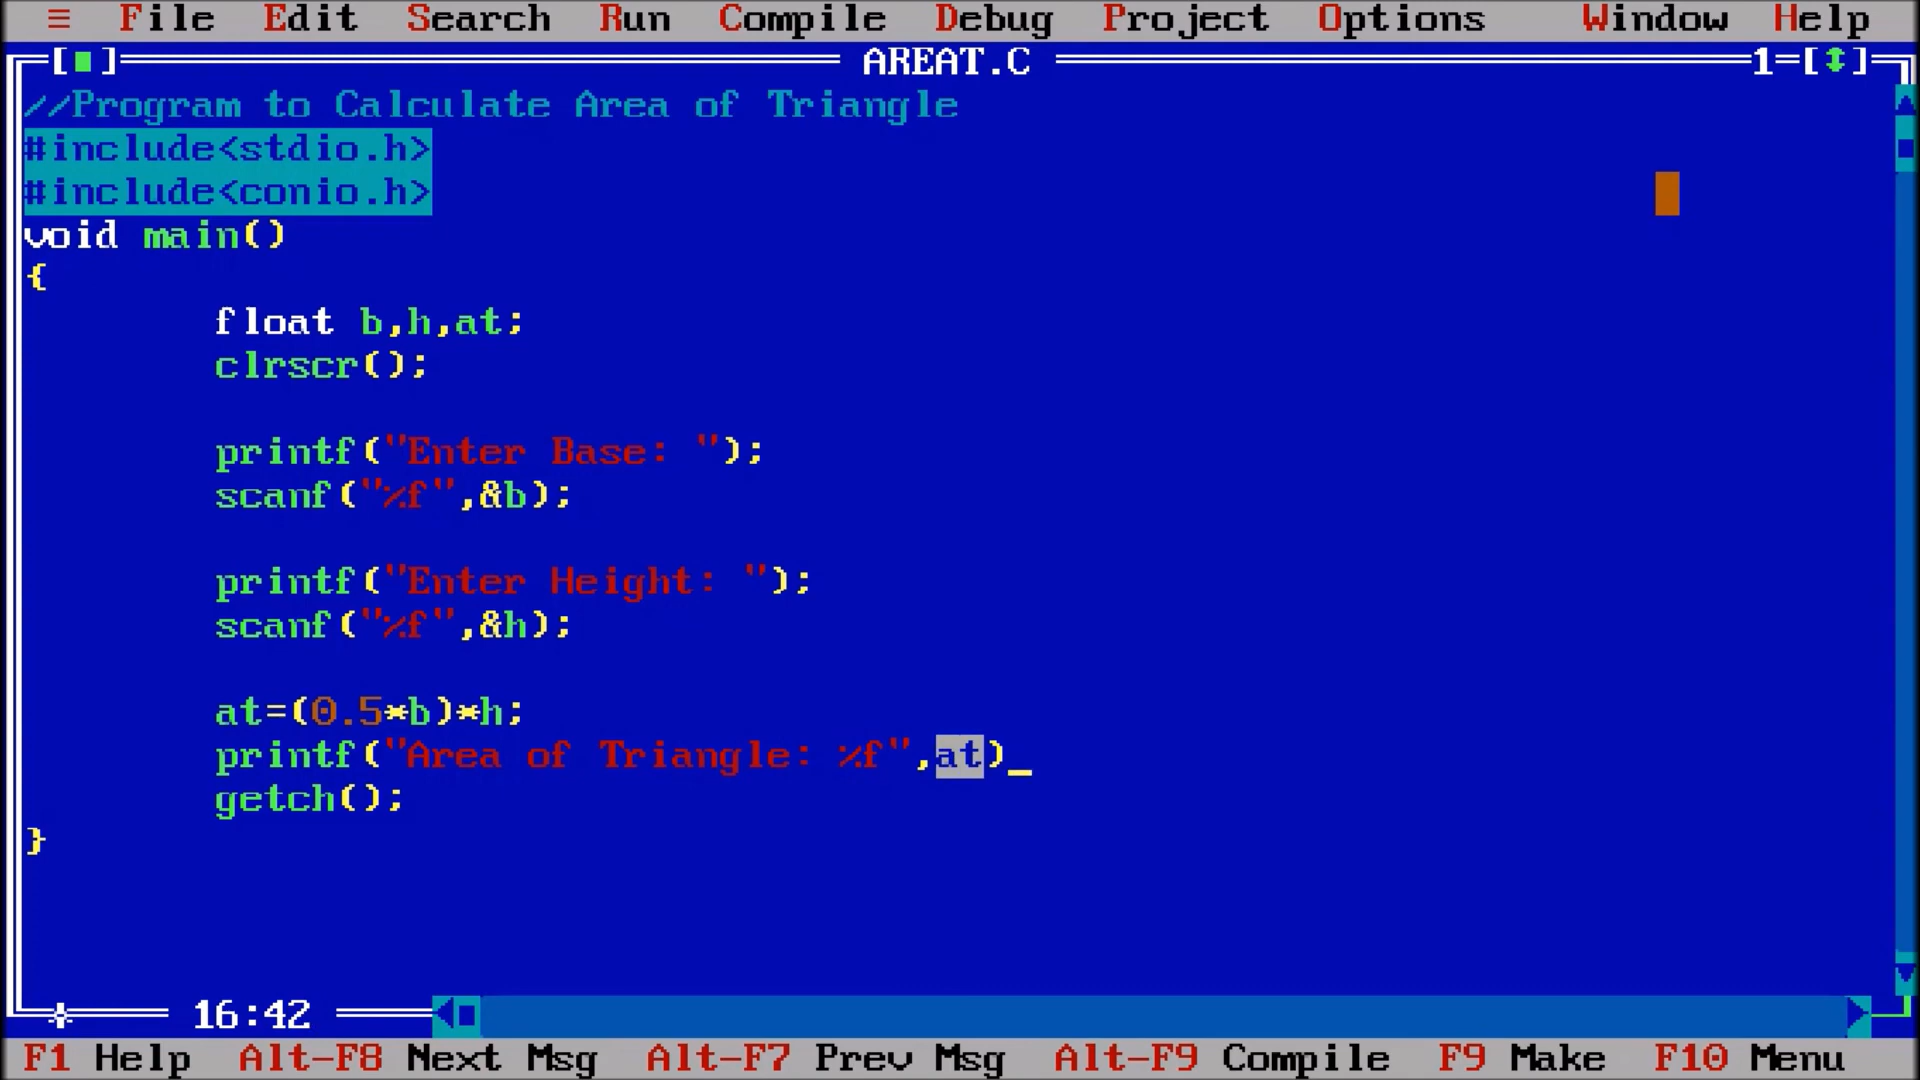 ≡ File Edit Search Run Compile Debug Project Options Window Help
[■] AREAT.C 1=[↕]
//Program to Calculate Area of Triangle
#include<stdio.h>
#include<conio.h>
void main()
{
float b,h,at;
clrscr();
printf("Enter Base: ");
scanf("%f",&b);
printf("Enter Height: ");
scanf("%f",&h);
at=(0.5*b)*h;
printf("Area of Triangle: %f",at)_
getch();
}
* 16:42
F1 Help Alt-F8 Next Msg Alt-F7 Prev Msg Alt-F9 Compile F9 Make F10 Menu